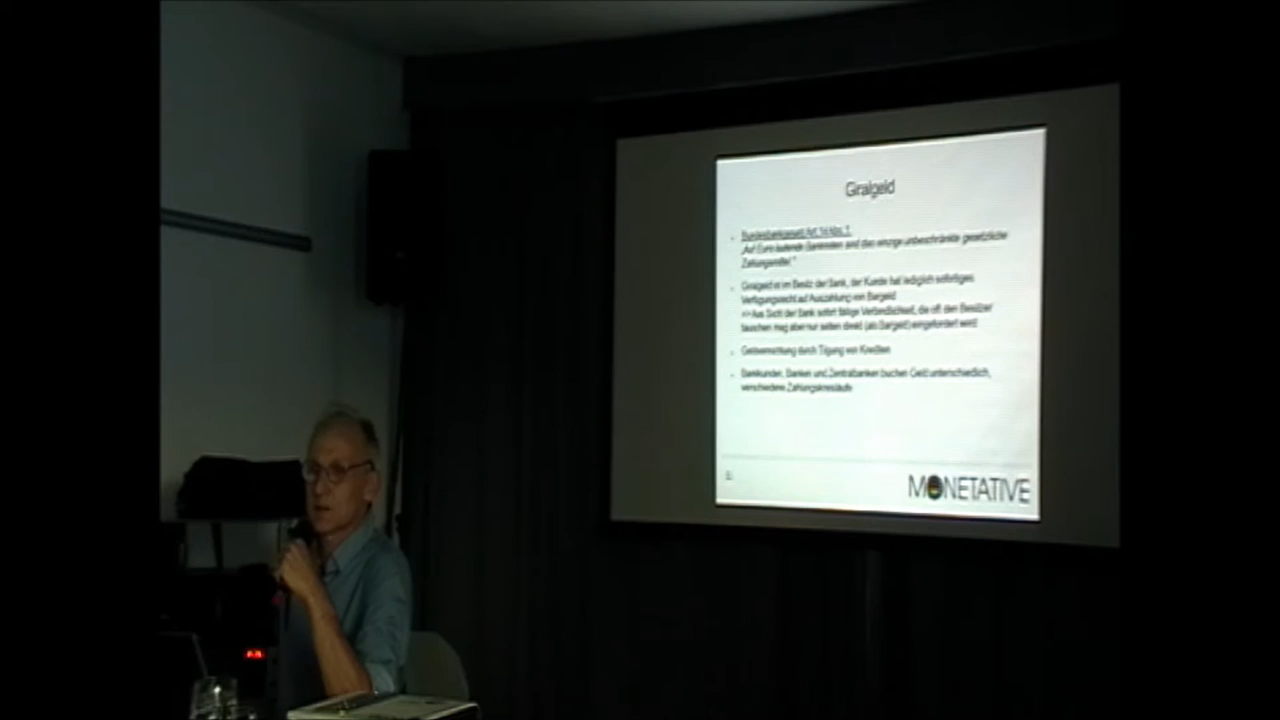 Giralgeld
Bundesbankgesetz Art. 14 Abs. 1
„Auf Euro lautende Banknoten sind das einzige unbeschränkte gesetzliche
Zahlungsmittel.“
Giralgeld ist im Besitz der Bank, der Kunde hat lediglich sofortiges
Verfügungsrecht auf Auszahlung von Bargeld
=> Aus Sicht der Bank sofort fällige Verbindlichkeit, die oft den Besitzer
tauschen mag aber nur selten direkt (als Bargeld) eingefordert wird!
Geldvernichtung durch Tilgung von Krediten
Bankkunden, Banken und Zentralbanken buchen Geld unterschiedlich,
verschiedene Zahlungskreisläufe
MONETATIVE